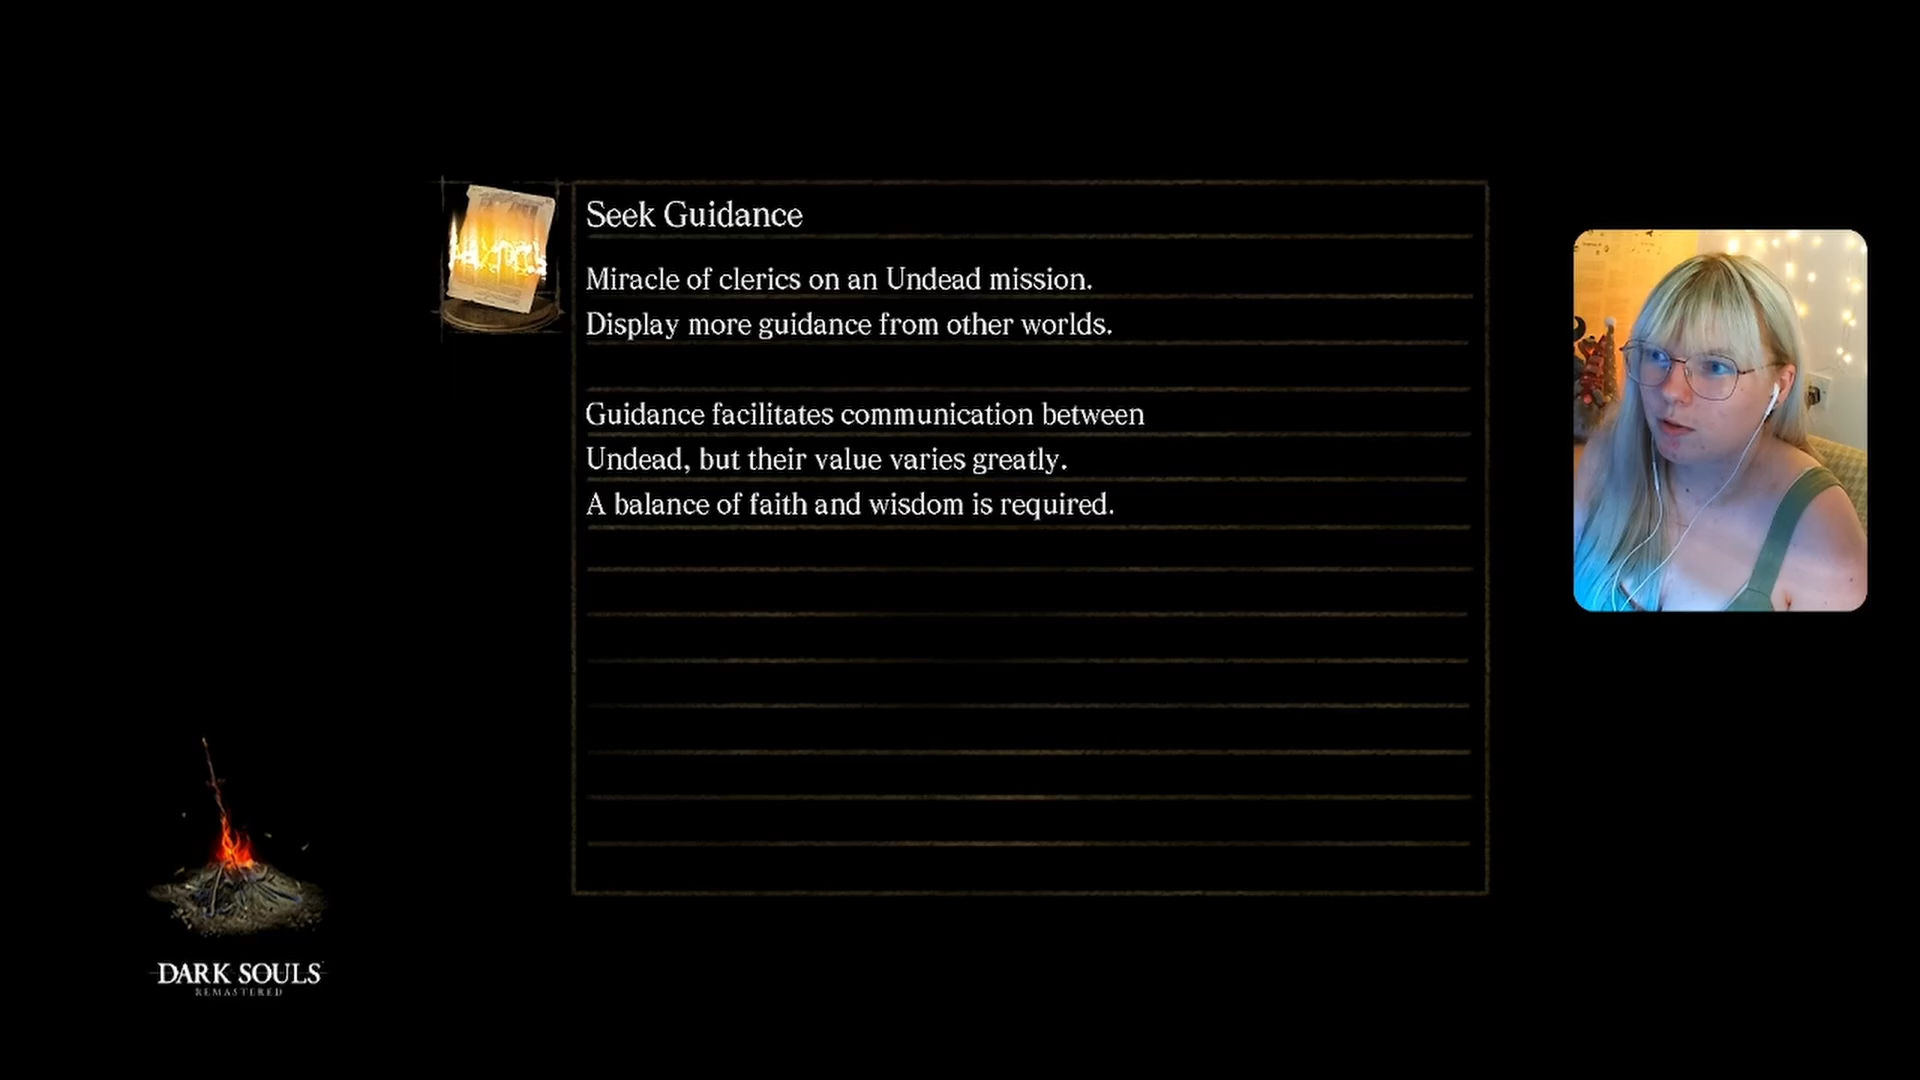 Seek Guidance
Miracle of clerics on an Undead mission.
Display more guidance from other worlds.
Guidance facilitates communication between
Undead, but their value varies greatly.
A balance of faith and wisdom is required.
DARK SOULS
REMASTERED